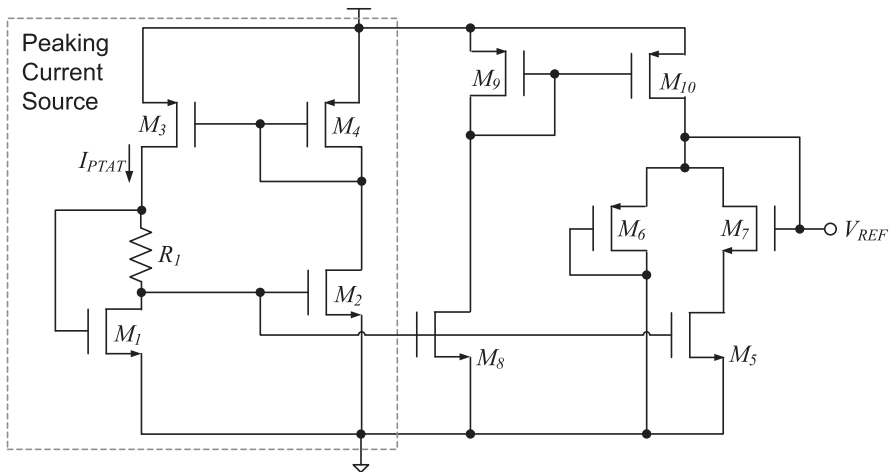 Peaking
Current
Source
M3
M4
IPTAT
R1
M1
M2
M9
M10
M6
M7
VREF
M8
M5